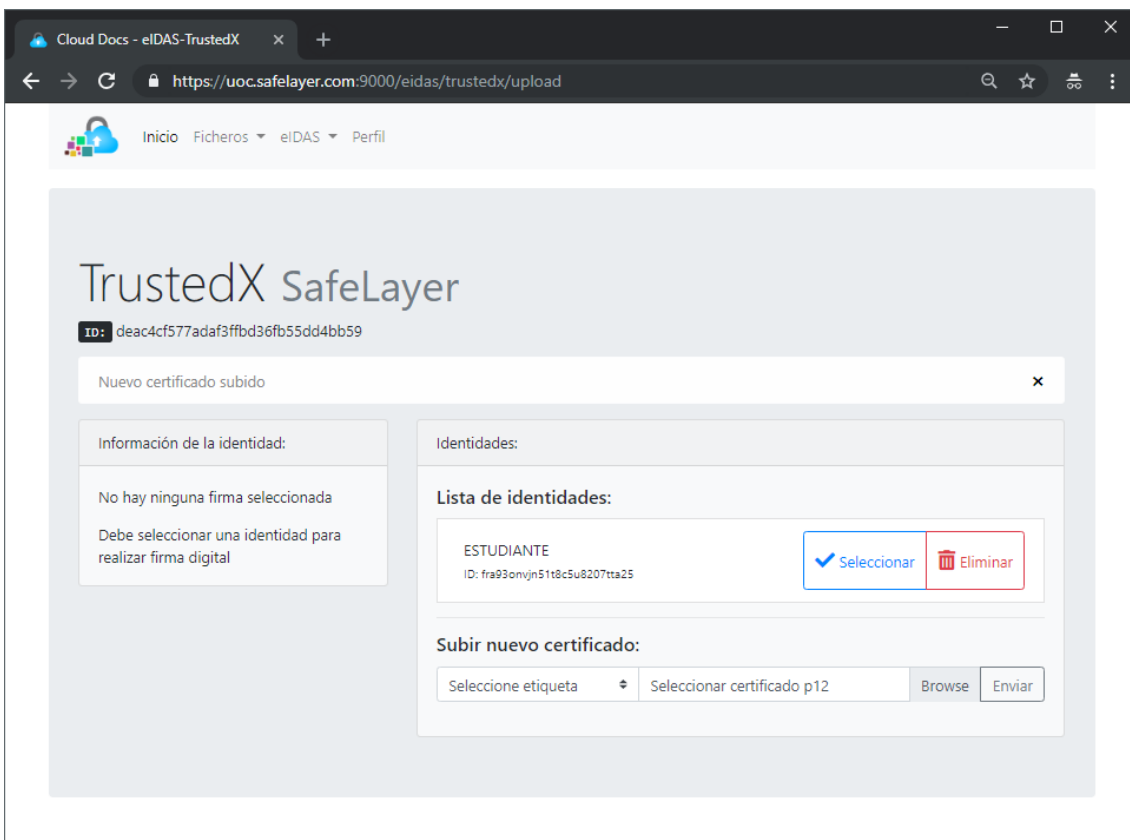 Cloud Docs - eIDAS-TrustedX
https://uoc.safelayer.com:9000/eidas/trustedx/upload
Inicio Ficheros eIDAS Perfil
TrustedX SafeLayer
ID: deac4cf577adaf3ffbd36fb55dd4bb59
Nuevo certificado subido
Información de la identidad:
No hay ninguna firma seleccionada
Debe seleccionar una identidad para
realizar firma digital
Identidades:
Lista de identidades:
ESTUDIANTE
ID: fra93onvjn51t8c5u8207tta25
Seleccionar Eliminar
Subir nuevo certificado:
Seleccione etiqueta Seleccionar certificado p12 Browse Enviar